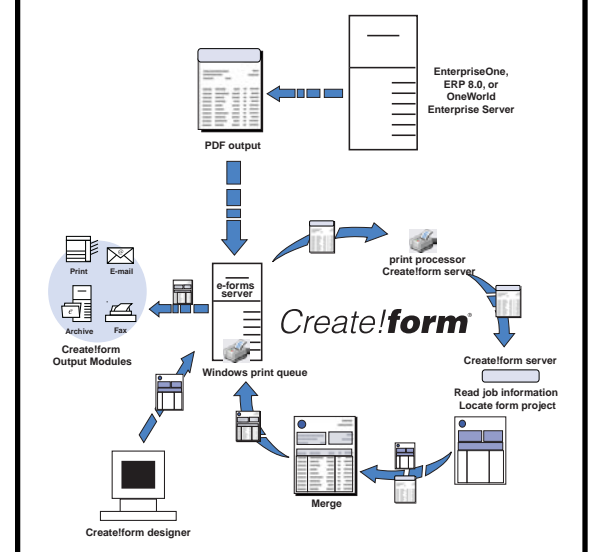 EnterpriseOne,
ERP 8.0, or
OneWorld
Enterprise Server
PDF output
print processor
Create!form server
Print
E-mail
Archive
Fax
Create!form
Output Modules
e-forms
server
Windows print queue
Create!form®
Create!form server
Read job information
Locate form project
Merge
Create!form designer